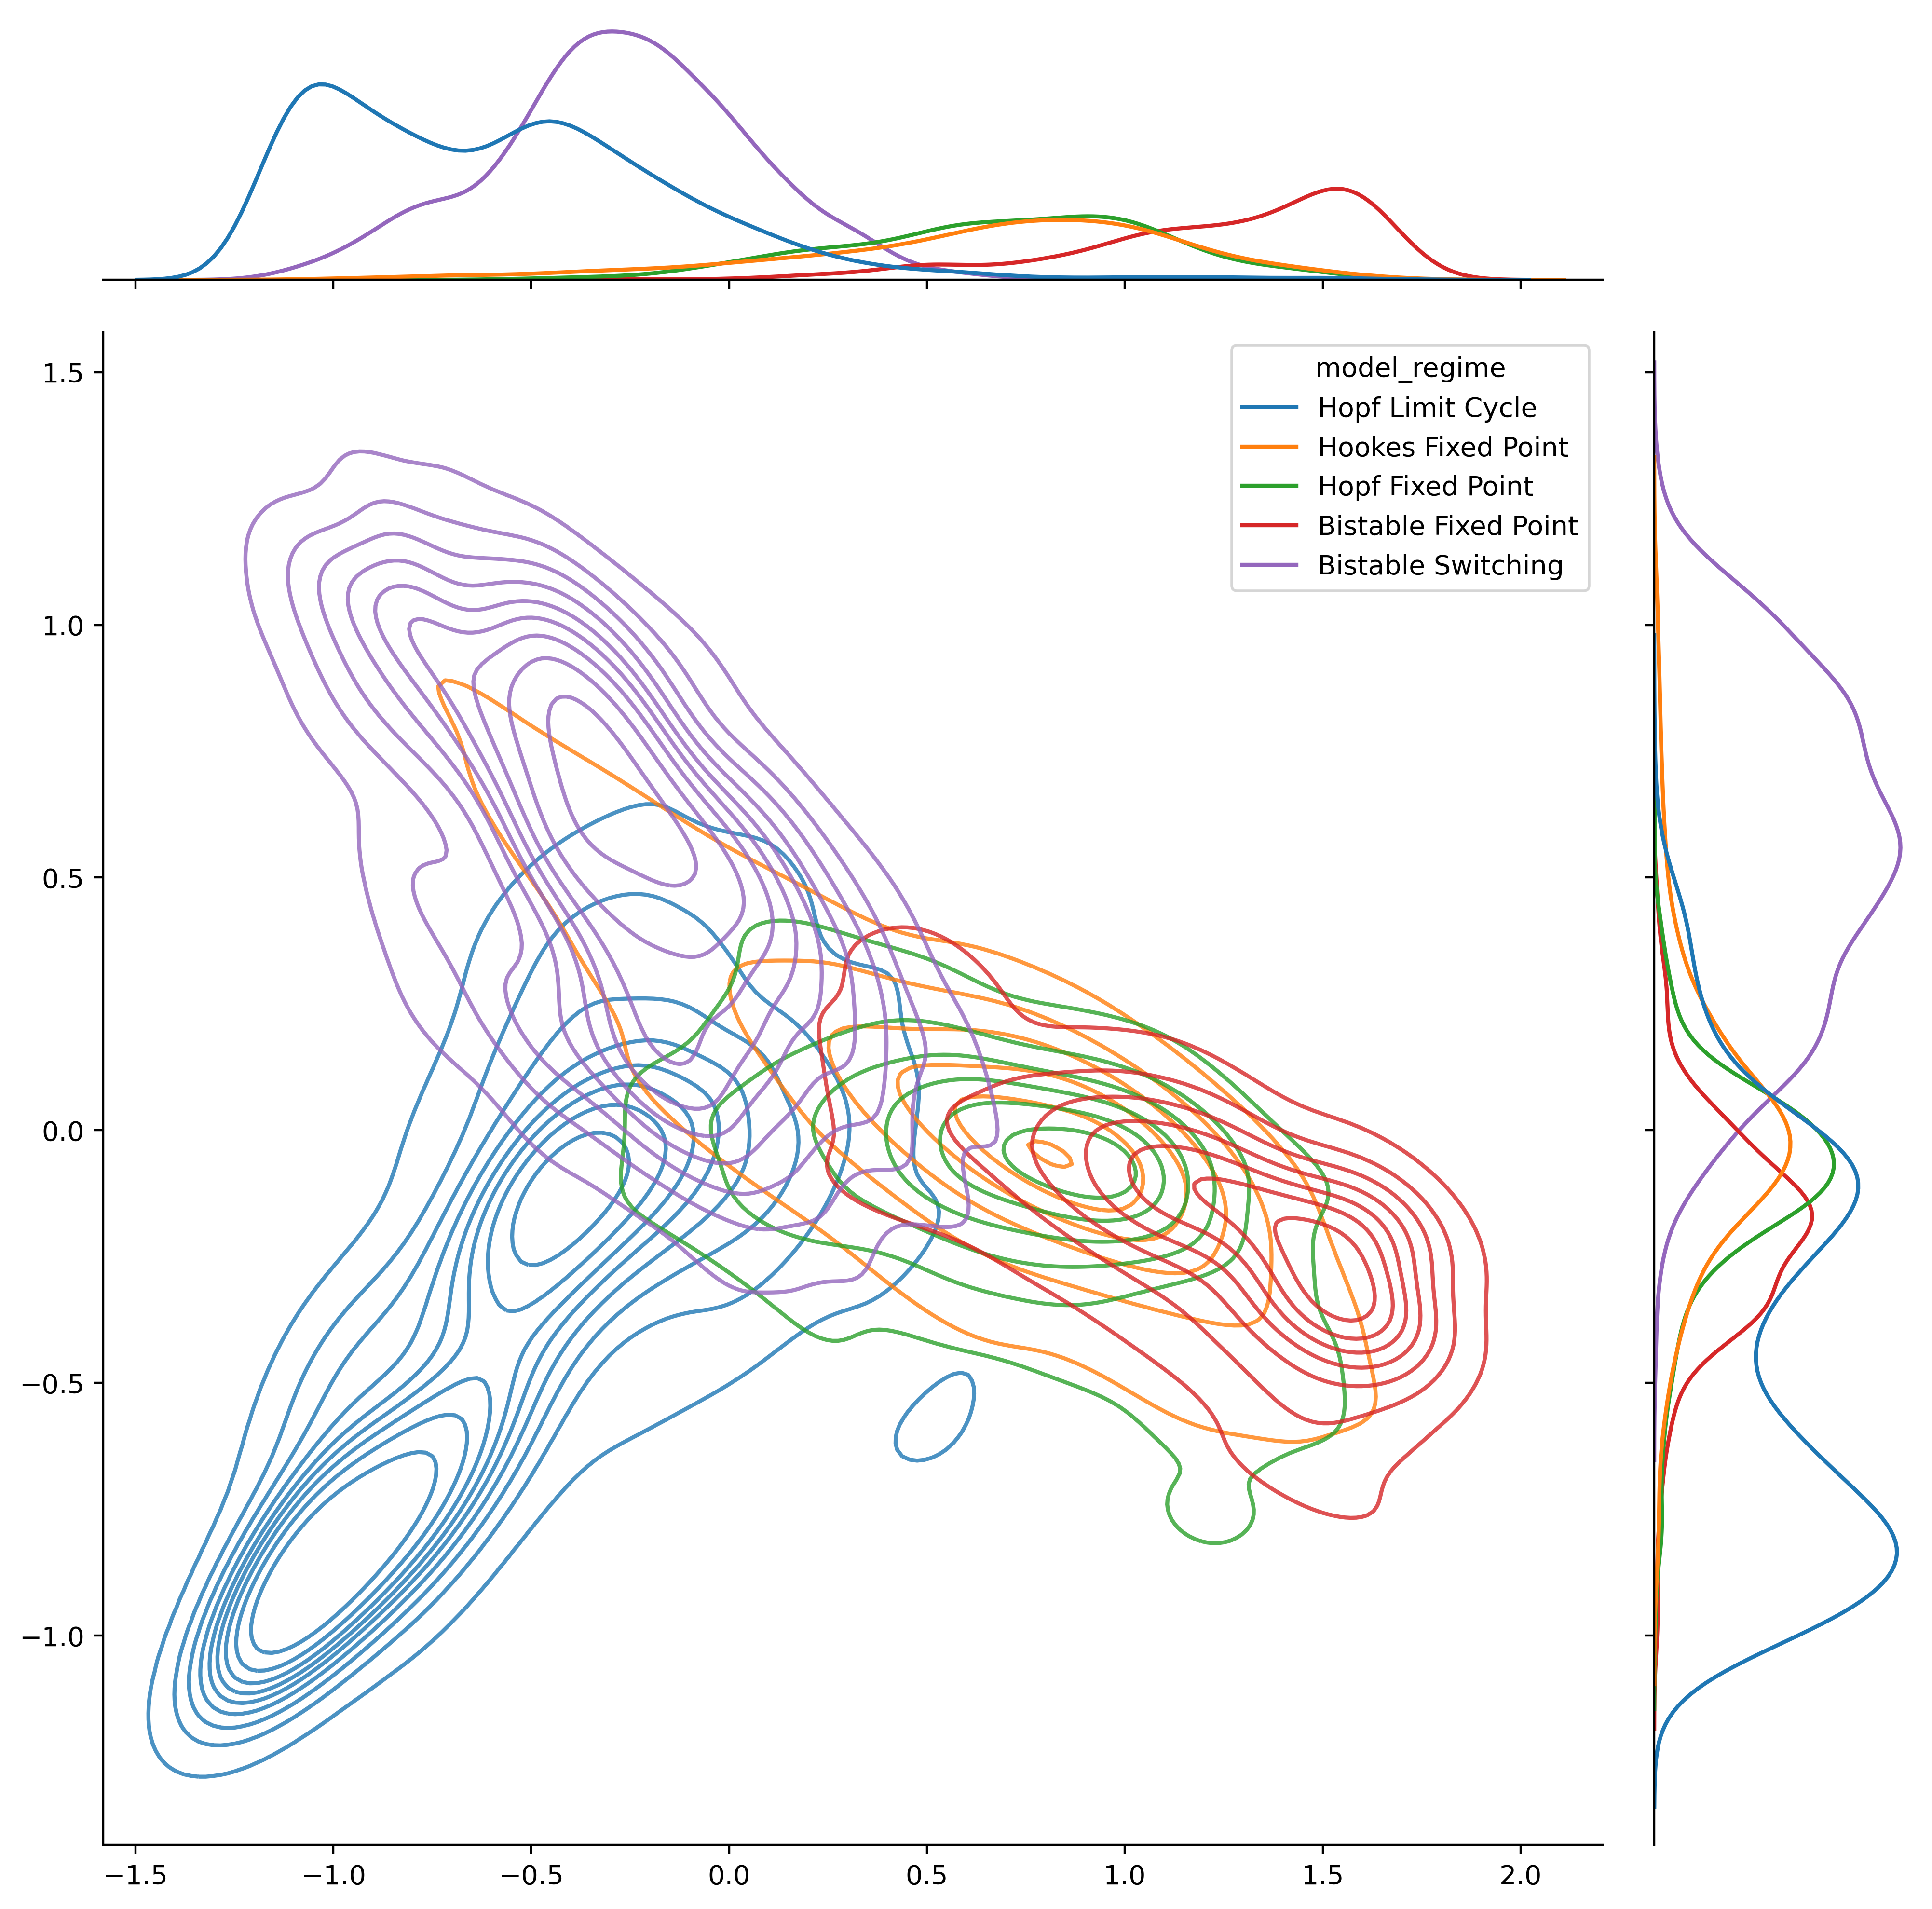 model_regime
Hopf Limit Cycle
Hookes Fixed Point
Hopf Fixed Point
Bistable Fixed Point
Bistable Switching
1.5
1.0
0.5
0.0
−0.5
−1.0
−1.5 −1.0 −0.5 0.0 0.5 1.0 1.5 2.0